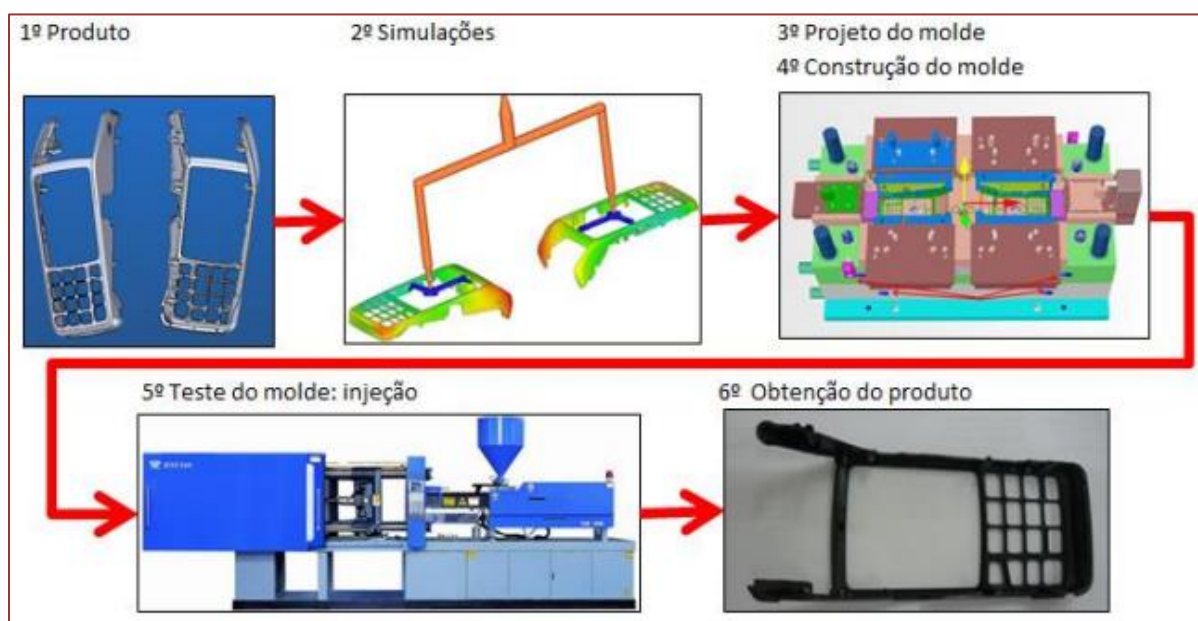 1º Produto
2º Simulações
3º Projeto do molde
4º Construção do molde
5º Teste do molde: injeção
6º Obtenção do produto